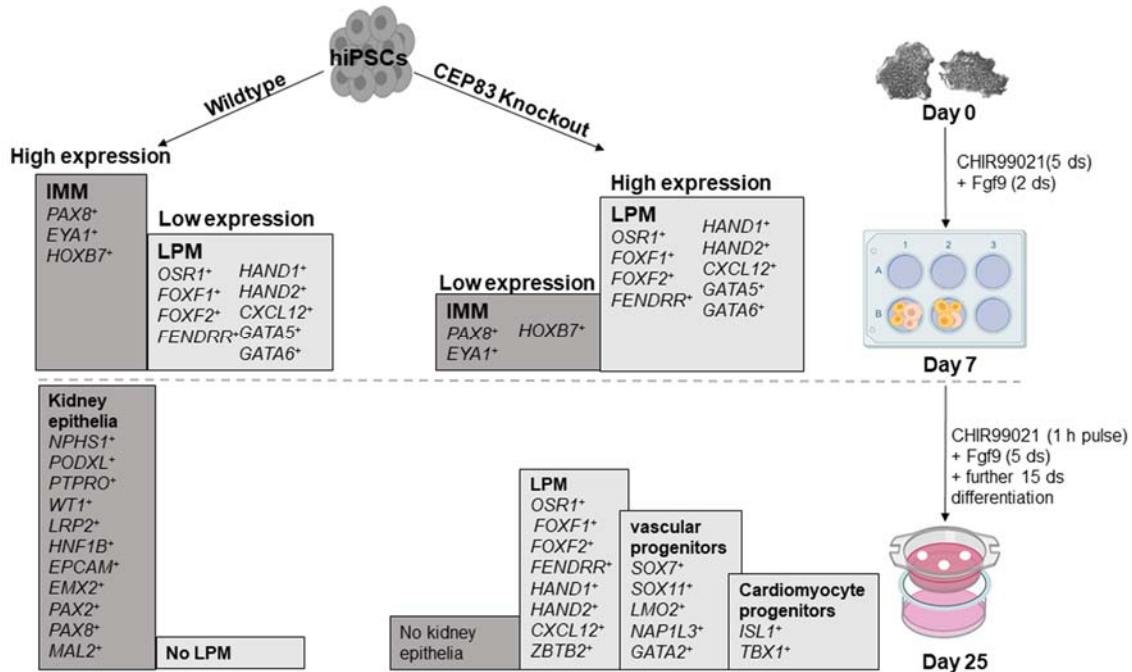 hiPSCs
Wildtype
CEP83 Knockout
High expression
IMM
PAX8⁺
EYA1⁺
HOXB7⁺
Low expression
LPM
OSR1⁺
FOXF1⁺
FOXF2⁺
FENDRR⁺
HAND1⁺
HAND2⁺
CXCL12⁺
GATA5⁺
GATA6⁺
Low expression
IMM
PAX8⁺
EYA1⁺
HOXB7⁺
High expression
LPM
OSR1⁺
FOXF1⁺
FOXF2⁺
FENDRR⁺
HAND1⁺
HAND2⁺
CXCL12⁺
GATA5⁺
GATA6⁺
Day 0
CHIR99021(5 ds)
+ Fgf9 (2 ds)
1 2 3
A
B
Day 7
Kidney
epithelia
NPHS1⁺
PODXL⁺
PTPRO⁺
WT1⁺
LRP2⁺
HNF1B⁺
EPCAM⁺
EMX2⁺
PAX2⁺
PAX8⁺
MAL2⁺
No LPM
No kidney
epithelia
LPM
OSR1⁺
FOXF1⁺
FOXF2⁺
FENDRR⁺
HAND1⁺
HAND2⁺
CXCL12⁺
ZBTB2⁺
vascular
progenitors
SOX7⁺
SOX11⁺
LMO2⁺
NAP1L3⁺
GATA2⁺
Cardiomyocyte
progenitors
ISL1⁺
TBX1⁺
CHIR99021 (1 h pulse)
+ Fgf9 (5 ds)
+ further 15 ds
differentiation
Day 25